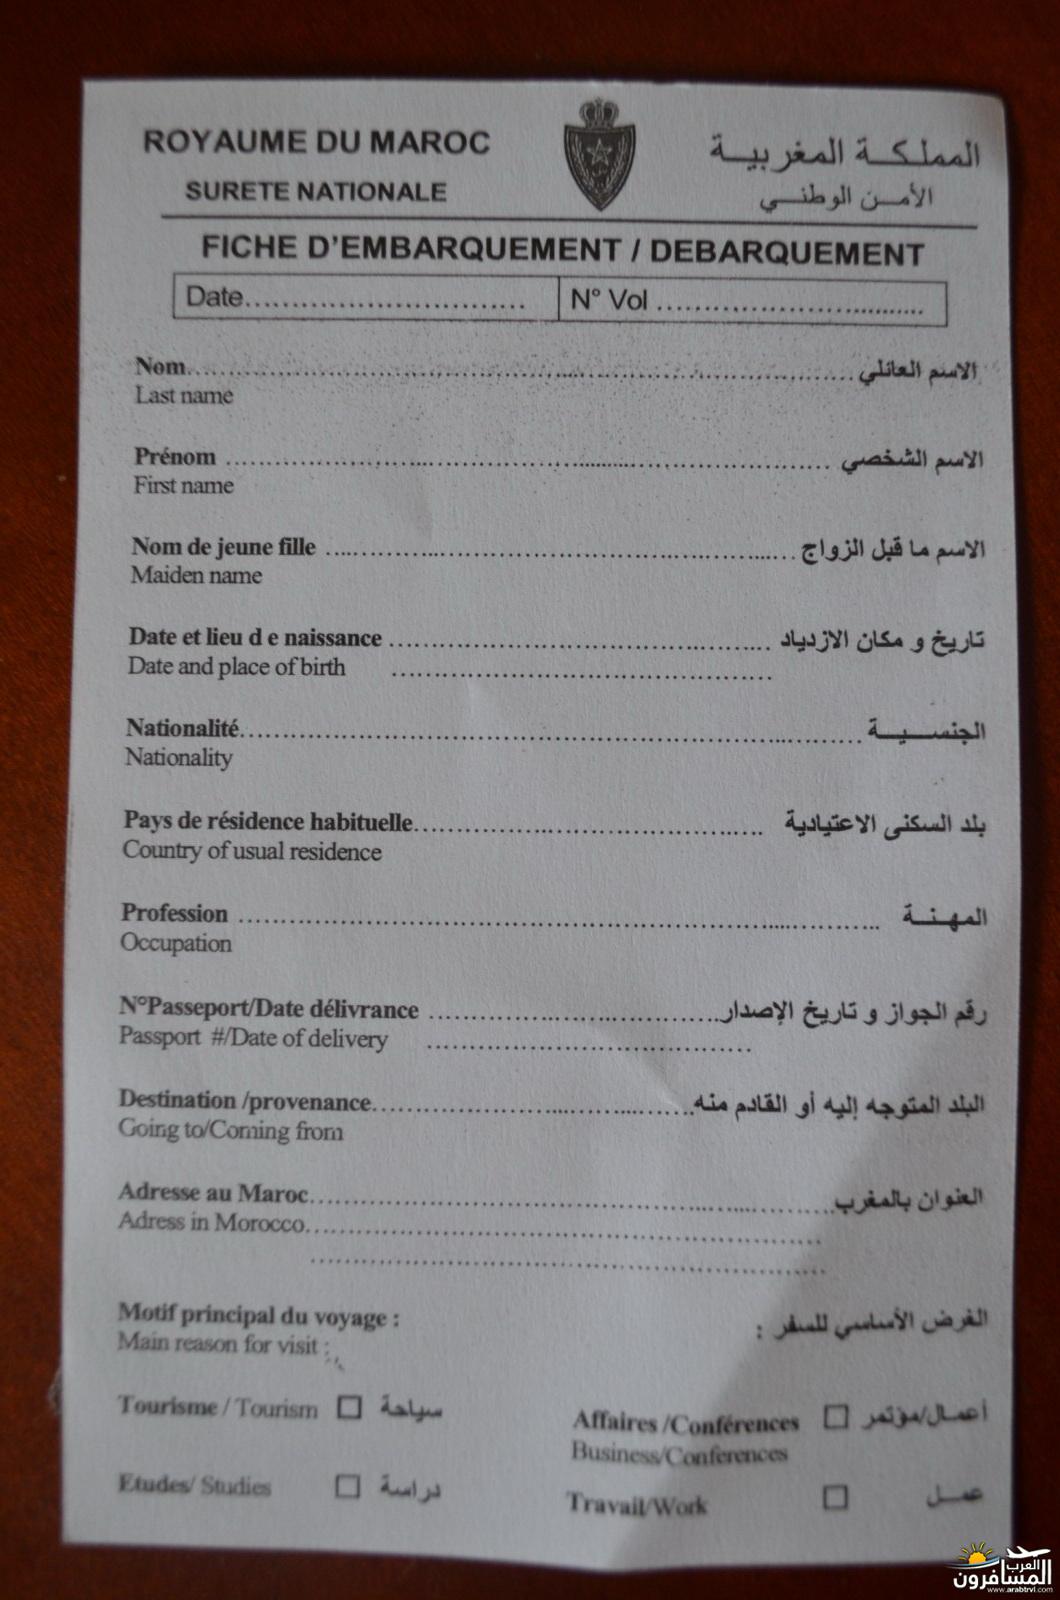 ROYAUME DU MAROC
المملكة المغربية
SURETE NATIONALE
الأمن الوطني
FICHE D'EMBARQUEMENT / DEBARQUEMENT
Date............................ N° Vol ............................
Nom............................ الاسم العائلي
Last name
Prénom ............................ الاسم الشخصي
First name
Nom de jeune fille ............................ الاسم ما قبل الزواج
Maiden name
Date et lieu d e naissance ............................ تاريخ و مكان الازدياد
Date and place of birth ............................
Nationalité............................ الجنسية
Nationality
Pays de résidence habituelle............................ بلد السكنى الاعتيادية
Country of usual residence
Profession ............................ المهنة
Occupation
N°Passeport/Date délivrance ............................ رقم الجواز و تاريخ الإصدار
Passport #/Date of delivery ............................
Destination /provenance............................ البلد المتوجه إليه أو القادم منه
Going to/Coming from
Adresse au Maroc............................ العنوان بالمغرب
Adress in Morocco............................
............................
Motif principal du voyage : الغرض الأساسي للسفر :
Main reason for visit :
Tourisme / Tourism ☐ سياحة
Affaires /Conférences ☐ أعمال/مؤتمر
Business/Conferences
Etudes/ Studies ☐ دراسة
Travail/Work ☐ عمل
العرب
المسافرون
www.arabtrvl.com